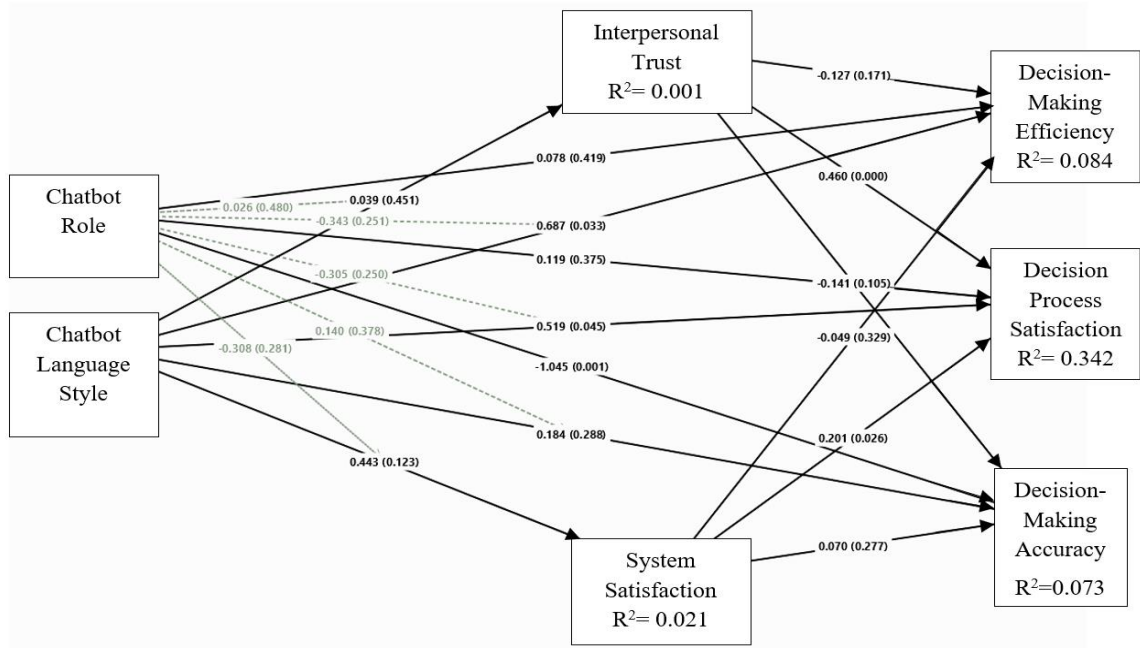 Interpersonal
Trust
R²= 0.001
Decision-
Making
Efficiency
R²= 0.084
-0.127 (0.171)
0.078 (0.419)
0.460 (0.000)
Chatbot
Role
0.026 (0.480)
0.039 (0.451)
-0.343 (0.251)
0.687 (0.033)
0.119 (0.375)
-0.305 (0.250)
-0.141 (0.105)
Decision
Process
Satisfaction
R²= 0.342
Chatbot
Language
Style
0.140 (0.378)
0.519 (0.045)
-0.308 (0.281)
-0.049 (0.329)
-1.045 (0.001)
0.184 (0.288)
0.201 (0.026)
0.443 (0.123)
Decision-
Making
Accuracy
R²=0.073
0.070 (0.277)
System
Satisfaction
R²= 0.021